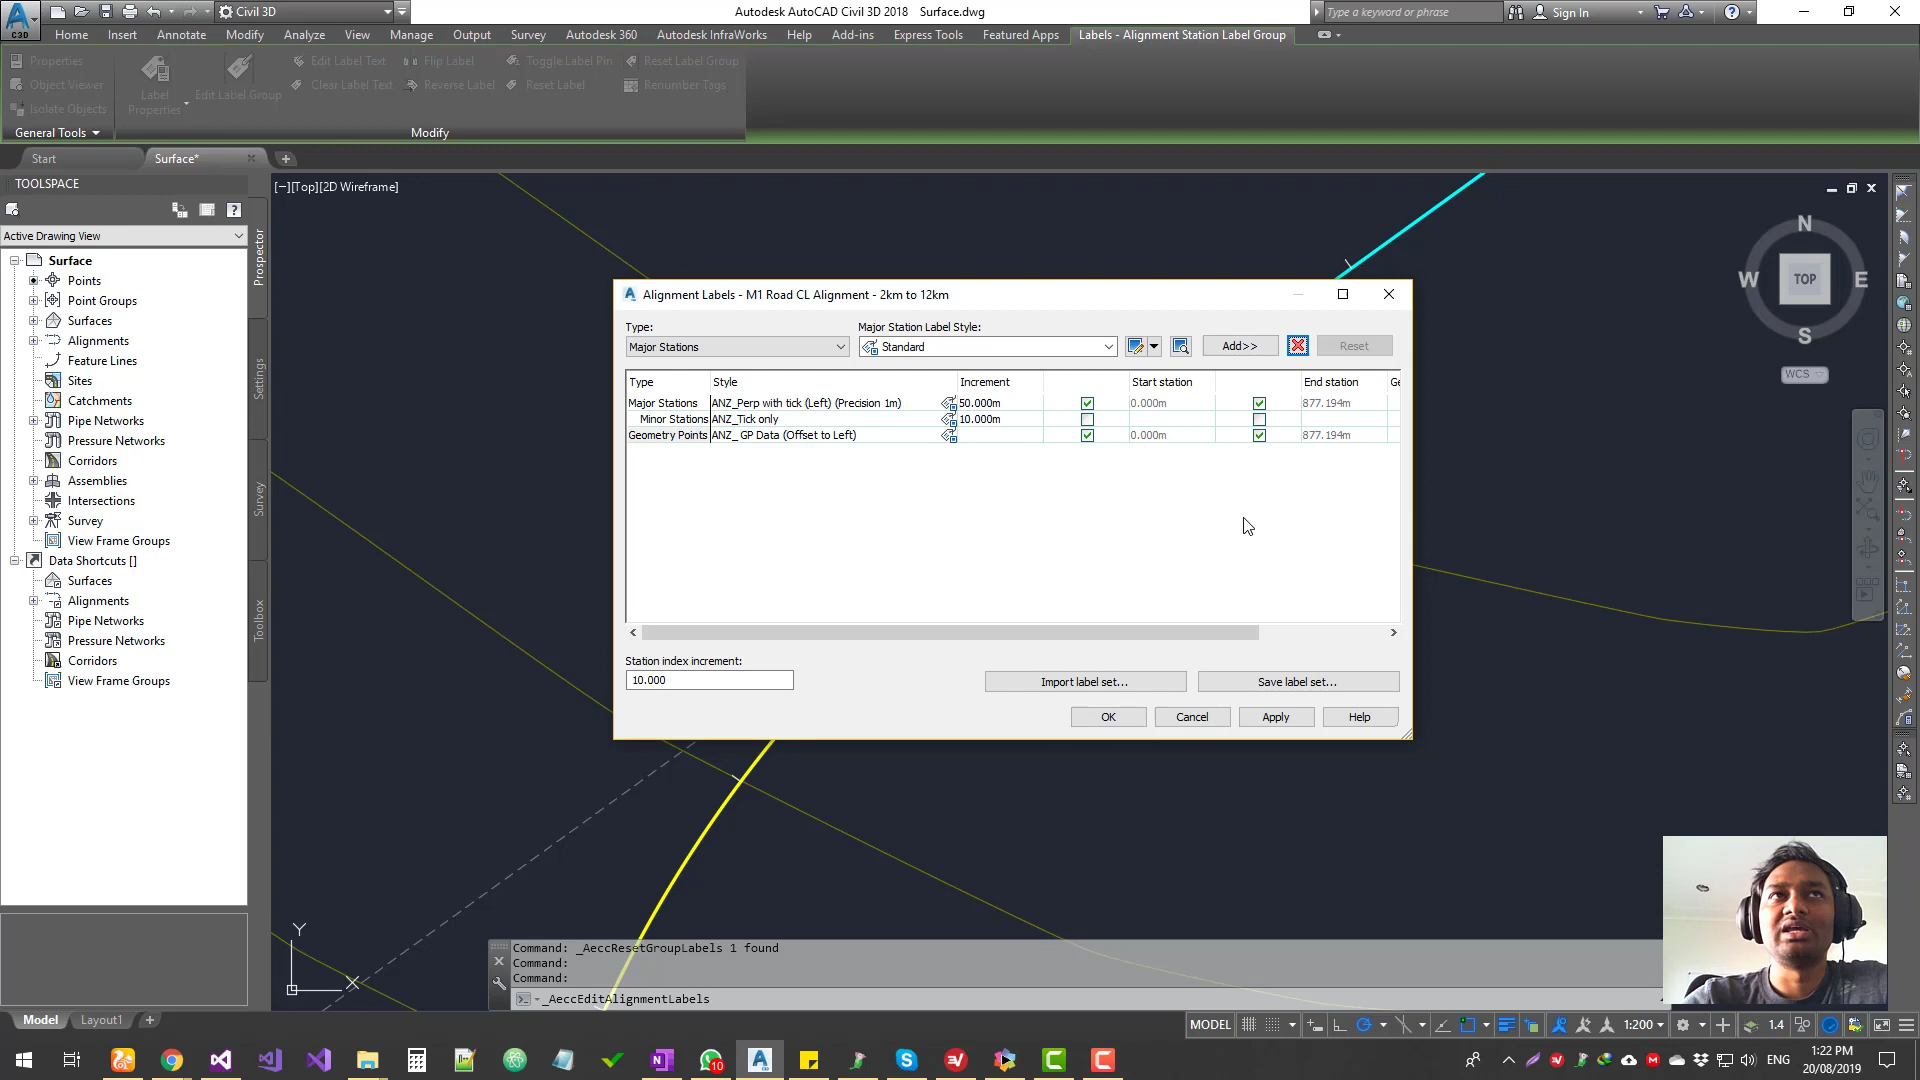 Civil 3D
Autodesk AutoCAD Civil 3D 2018 Surface.dwg
Type a keyword or phrase
Sign In
C3D
Home Insert Annotate Modify Analyze View Manage Output Survey Autodesk 360 Autodesk InfraWorks Help Add-ins Express Tools Featured Apps Labels - Alignment Station Label Group
Properties
Object Viewer
Isolate Objects
General Tools
Label Properties
Edit Label Group
Edit Label Text
Clear Label Text
Flip Label
Reverse Label
Toggle Label Pin
Reset Label
Reset Label Group
Renumber Tags
Modify
Start
Surface*
TOOLSPACE
[−][Top][2D Wireframe]
Active Drawing View
Surface
Points
Point Groups
Surfaces
Alignments
Feature Lines
Sites
Catchments
Pipe Networks
Pressure Networks
Corridors
Assemblies
Intersections
Survey
View Frame Groups
Data Shortcuts []
Surfaces
Alignments
Pipe Networks
Pressure Networks
Corridors
View Frame Groups
Prospector
Settings
Survey
Toolbox
N
W
TOP
E
S
WCS
Alignment Labels - M1 Road CL Alignment - 2km to 12km
Type:
Major Stations
Major Station Label Style:
Standard
Add>>
Reset
Type Style Increment Start station End station Ge
Major Stations ANZ_Perp with tick (Left) (Precision 1m) 50.000m 0.000m 877.194m
Minor Stations ANZ_Tick only 10.000m
Geometry Points ANZ_ GP Data (Offset to Left) 0.000m 877.194m
Station index increment:
10.000
Import label set...
Save label set...
OK
Cancel
Apply
Help
Y
X
Command: _AeccResetGroupLabels 1 found
Command:
Command:
_AeccEditAlignmentLabels
Model
Layout1
MODEL
1:200
1.4
10
ENG
1:22 PM
20/08/2019